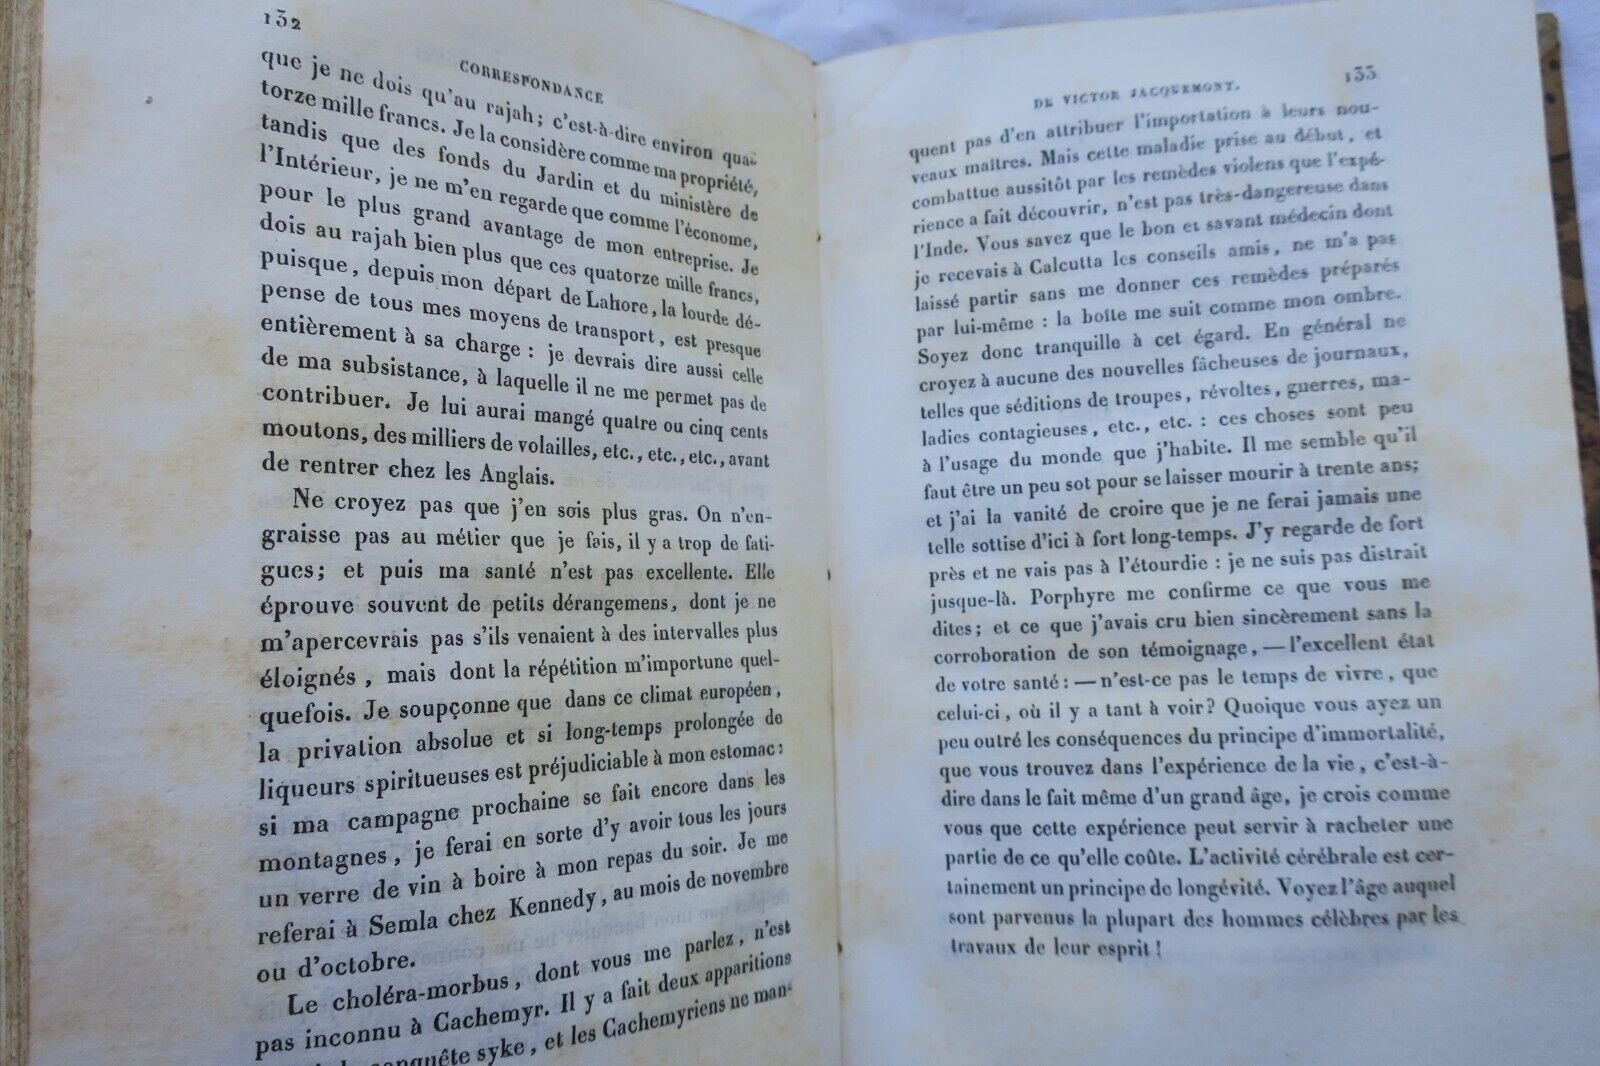 132
CORRESPONDANCE
que je ne dois qu'au rajah; c'est-à-dire environ qua-
torze mille francs. Je la considère comme ma propriété,
tandis que des fonds du Jardin et du ministère de
l'Intérieur, je ne m'en regarde que comme l'économe,
pour le plus grand avantage de mon entreprise. Je
dois au rajah bien plus que ces quatorze mille francs,
puisque, depuis mon départ de Lahore, la lourde dé-
pense de tous mes moyens de transport, est presque
entièrement à sa charge : je devrais dire aussi celle
de ma subsistance, à laquelle il ne me permet pas de
contribuer. Je lui aurai mangé quatre ou cinq cents
moutons, des milliers de volailles, etc., etc., etc., avant
de rentrer chez les Anglais.
Ne croyez pas que j'en sois plus gras. On n'en-
graisse pas au métier que je fais, il y a trop de fati-
gues; et puis ma santé n'est pas excellente. Elle
éprouve souvent de petits dérangemens, dont je ne
m'apercevrais pas s'ils venaient à des intervalles plus
éloignés, mais dont la répétition m'importune quel-
quefois. Je soupçonne que dans ce climat européen,
la privation absolue et si long-temps prolongée de
liqueurs spiritueuses est préjudiciable à mon estomac:
si ma campagne prochaine se fait encore dans les
montagnes, je ferai en sorte d'y avoir tous les jours
un verre de vin à boire à mon repas du soir. Je me
referai à Semla chez Kennedy, au mois de novembre
ou d'octobre.
Le choléra-morbus, dont vous me parlez, n'est
pas inconnu à Cachemyr. Il y a fait deux apparitions
conquête syke, et les Cachemyriens ne man-
DE VICTOR JACQUEMONT.
133
quent pas d'en attribuer l'importation à leurs nou-
veaux maîtres. Mais cette maladie prise au début, et
combattue aussitôt par les remèdes violens que l'expé-
rience a fait découvrir, n'est pas très-dangereuse dans
l'Inde. Vous savez que le bon et savant médecin dont
je recevais à Calcutta les conseils amis, ne m'a pas
laissé partir sans me donner ces remèdes préparés
par lui-même : la boîte me suit comme mon ombre.
Soyez donc tranquille à cet égard. En général ne
croyez à aucune des nouvelles fâcheuses de journaux,
telles que séditions de troupes, révoltes, guerres, ma-
ladies contagieuses, etc., etc. : ces choses sont peu
à l'usage du monde que j'habite. Il me semble qu'il
faut être un peu sot pour se laisser mourir à trente ans;
et j'ai la vanité de croire que je ne ferai jamais une
telle sottise d'ici à fort long-temps. J'y regarde de fort
près et ne vais pas à l'étourdie : je ne suis pas distrait
jusque-là. Porphyre me confirme ce que vous me
dites; et ce que j'avais cru bien sincèrement sans la
corroboration de son témoignage, — l'excellent état
de votre santé : — n'est-ce pas le temps de vivre, que
celui-ci, où il y a tant à voir? Quoique vous ayez un
peu outré les conséquences du principe d'immortalité,
que vous trouvez dans l'expérience de la vie, c'est-à-
dire dans le fait même d'un grand âge, je crois comme
vous que cette expérience peut servir à racheter une
partie de ce qu'elle coûte. L'activité cérébrale est cer-
tainement un principe de longévité. Voyez l'âge auquel
sont parvenus la plupart des hommes célèbres par les
travaux de leur esprit!